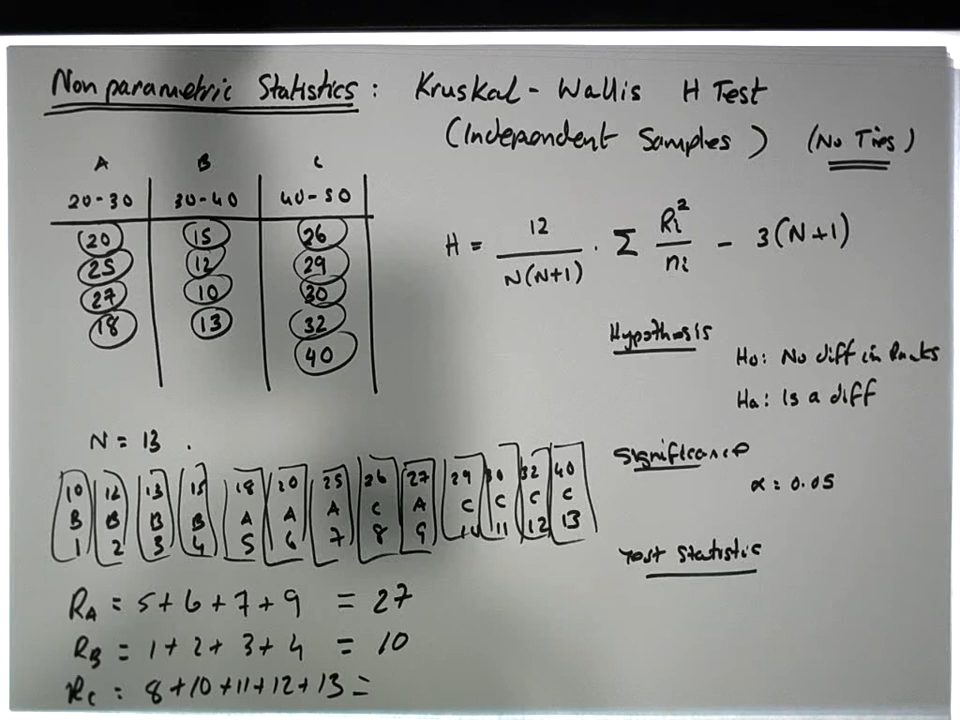 Nonparametric Statistics : Kruskal-Wallis H Test
(Independent Samples) (No Ties)
A B C
20-30 30-40 40-50
20 15 26
25 12 29
27 10 30
18 13 32
40
H = 12 / N(N+1) . Σ Ri² / ni - 3(N+1)
Hypothesis
Ho: No diff in Ranks
Ha: Is a diff
N = 13 .
10 12 13 15 18 20 25 26 27 29 30 32 40
B B B B A A A C A C C C C
1 2 3 4 5 6 7 8 9 10 11 12 13
Significance
α = 0.05
Test Statistic
RA = 5+6+7+9 = 27
RB = 1+2+3+4 = 10
RC = 8+10+11+12+13 =